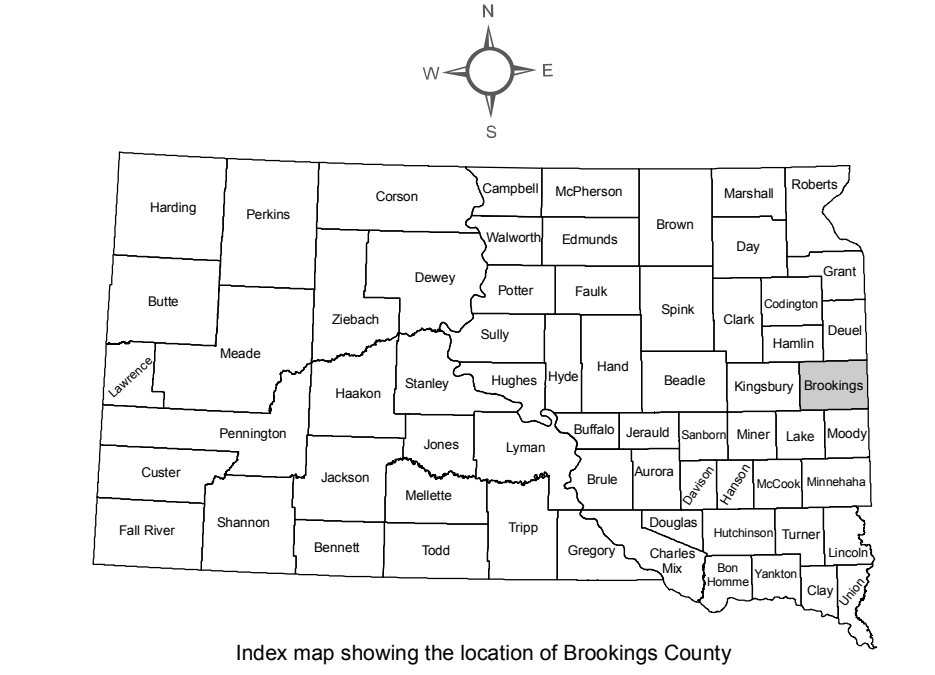 N
W
E
S
Harding
Perkins
Corson
Campbell
McPherson
Brown
Marshall
Roberts
Walworth
Edmunds
Day
Grant
Butte
Dewey
Potter
Faulk
Spink
Clark
Codington
Ziebach
Sully
Deuel
Hamlin
Lawrence
Meade
Haakon
Stanley
Hughes
Hyde
Hand
Beadle
Kingsbury
Brookings
Pennington
Jones
Lyman
Buffalo
Jerauld
Sanborn
Miner
Lake
Moody
Custer
Jackson
Mellette
Brule
Aurora
Davison
Hanson
McCook
Minnehaha
Fall River
Shannon
Bennett
Todd
Tripp
Gregory
Douglas
Charles
Mix
Hutchinson
Turner
Lincoln
Bon
Homme
Yankton
Clay
Union
Index map showing the location of Brookings County